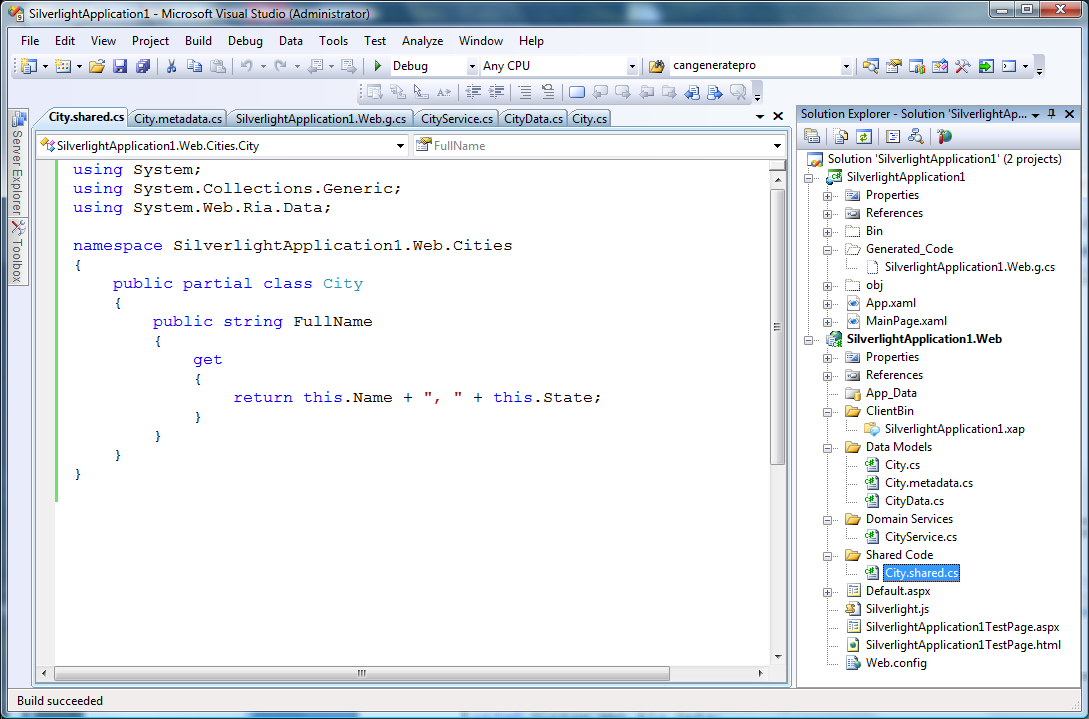 SilverlightApplication1 - Microsoft Visual Studio (Administrator)
File Edit View Project Build Debug Data Tools Test Analyze Window Help
Debug Any CPU cangeneratepro
City.shared.cs City.metadata.cs SilverlightApplication1.Web.g.cs CityService.cs CityData.cs City.cs
SilverlightApplication1.Web.Cities.City FullName
Server Explorer
Toolbox
using System;
using System.Collections.Generic;
using System.Web.Ria.Data;
namespace SilverlightApplication1.Web.Cities
{
public partial class City
{
public string FullName
{
get
{
return this.Name + ", " + this.State;
}
}
}
}
Solution Explorer - Solution 'SilverlightAp...
Solution 'SilverlightApplication1' (2 projects)
SilverlightApplication1
Properties
References
Bin
Generated_Code
SilverlightApplication1.Web.g.cs
obj
App.xaml
MainPage.xaml
SilverlightApplication1.Web
Properties
References
App_Data
ClientBin
SilverlightApplication1.xap
Data Models
City.cs
City.metadata.cs
CityData.cs
Domain Services
CityService.cs
Shared Code
City.shared.cs
Default.aspx
Silverlight.js
SilverlightApplication1TestPage.aspx
SilverlightApplication1TestPage.html
Web.config
Build succeeded